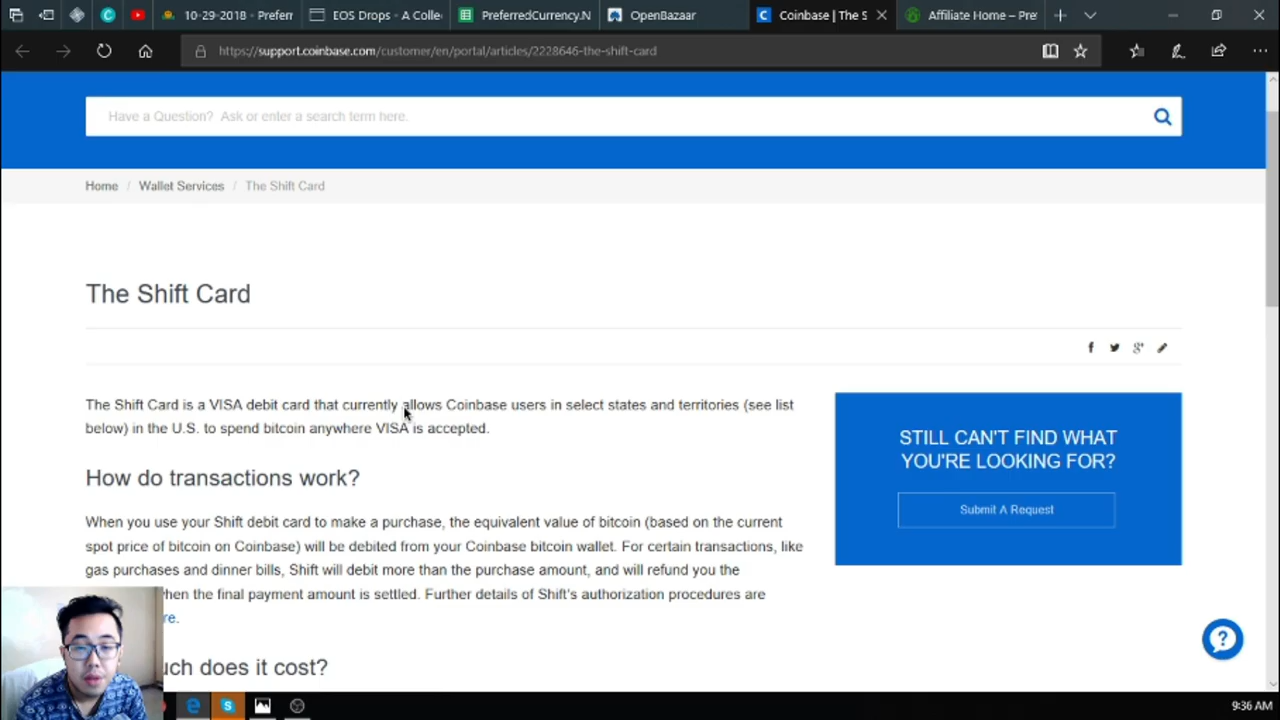 10-29-2018 - Preferr
EOS Drops - A Colle
PreferredCurrency.N
OpenBazaar
Coinbase | The S
Affiliate Home – Pre
https://support.coinbase.com/customer/en/portal/articles/2228646-the-shift-card
Have a Question? Ask or enter a search term here.
Home / Wallet Services / The Shift Card
The Shift Card
The Shift Card is a VISA debit card that currently allows Coinbase users in select states and territories (see list
below) in the U.S. to spend bitcoin anywhere VISA is accepted.
How do transactions work?
When you use your Shift debit card to make a purchase, the equivalent value of bitcoin (based on the current
spot price of bitcoin on Coinbase) will be debited from your Coinbase bitcoin wallet. For certain transactions, like
gas purchases and dinner bills, Shift will debit more than the purchase amount, and will refund you the
hen the final payment amount is settled. Further details of Shift's authorization procedures are
re.
uch does it cost?
STILL CAN'T FIND WHAT
YOU'RE LOOKING FOR?
Submit A Request
9:36 AM